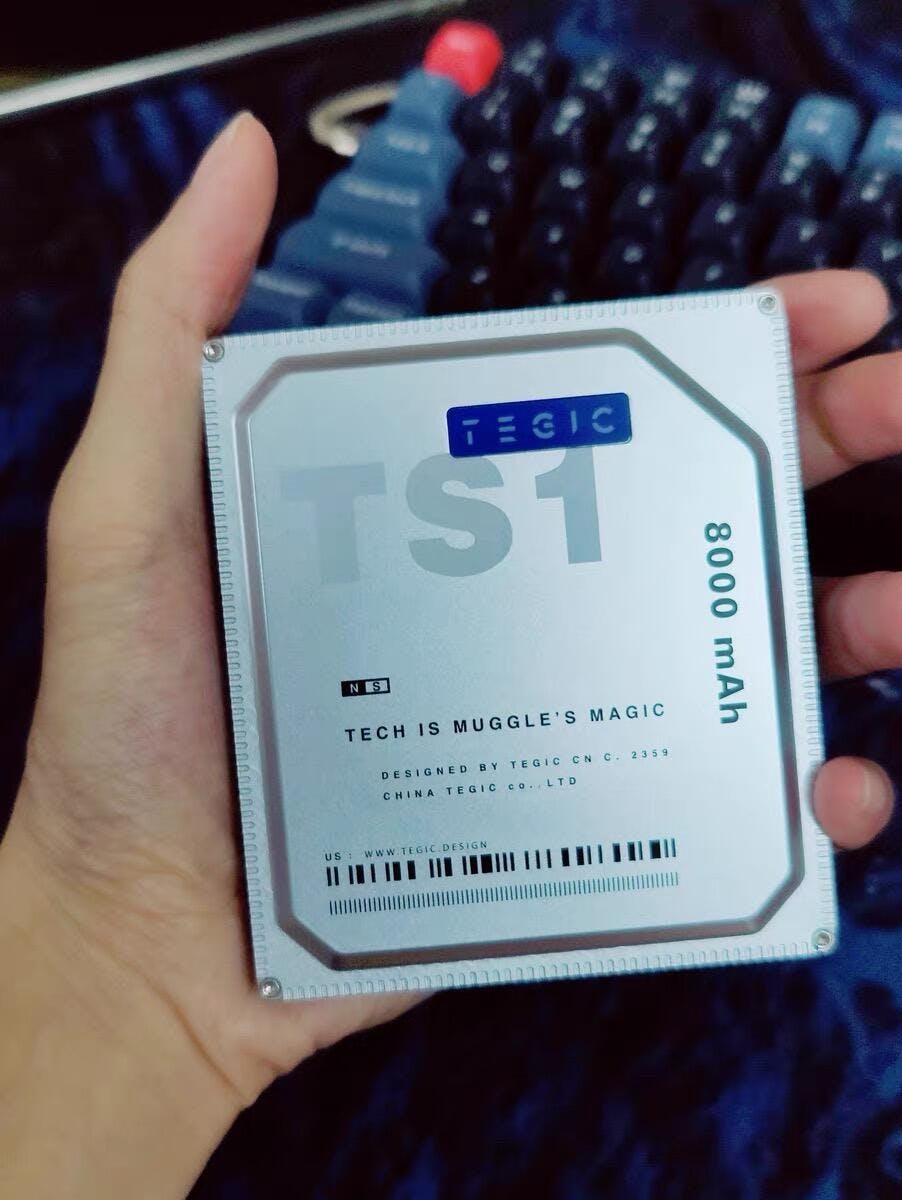 TEGIC
TS1
8000 mAh
N S
TECH IS MUGGLE'S MAGIC
DESIGNED BY TEGIC CN C. 2359
CHINA TEGIC co.,LTD
US : WWW.TEGIC.DESIGN